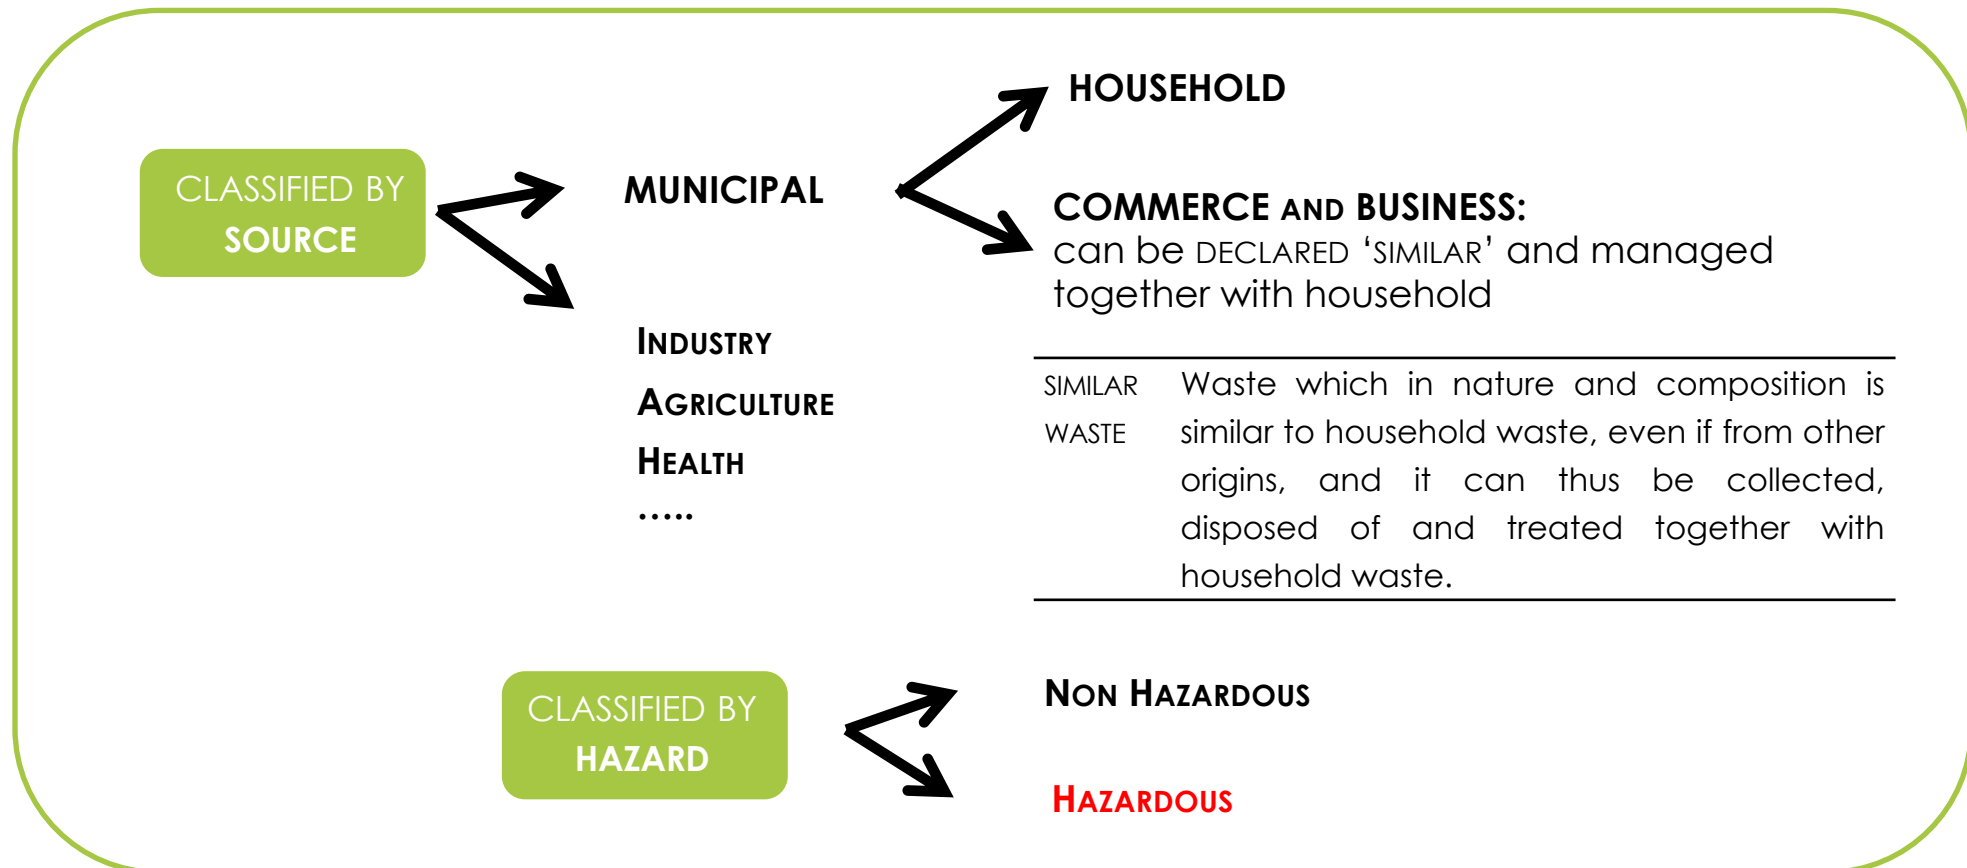 CLASSIFIED BY
SOURCE
MUNICIPAL
INDUSTRY
AGRICULTURE
HEALTH
.....
HOUSEHOLD
COMMERCE AND BUSINESS:
can be DECLARED ‘SIMILAR’ and managed
together with household
SIMILAR
WASTE
Waste which in nature and composition is
similar to household waste, even if from other
origins, and it can thus be collected,
disposed of and treated together with
household waste.
CLASSIFIED BY
HAZARD
NON HAZARDOUS
HAZARDOUS